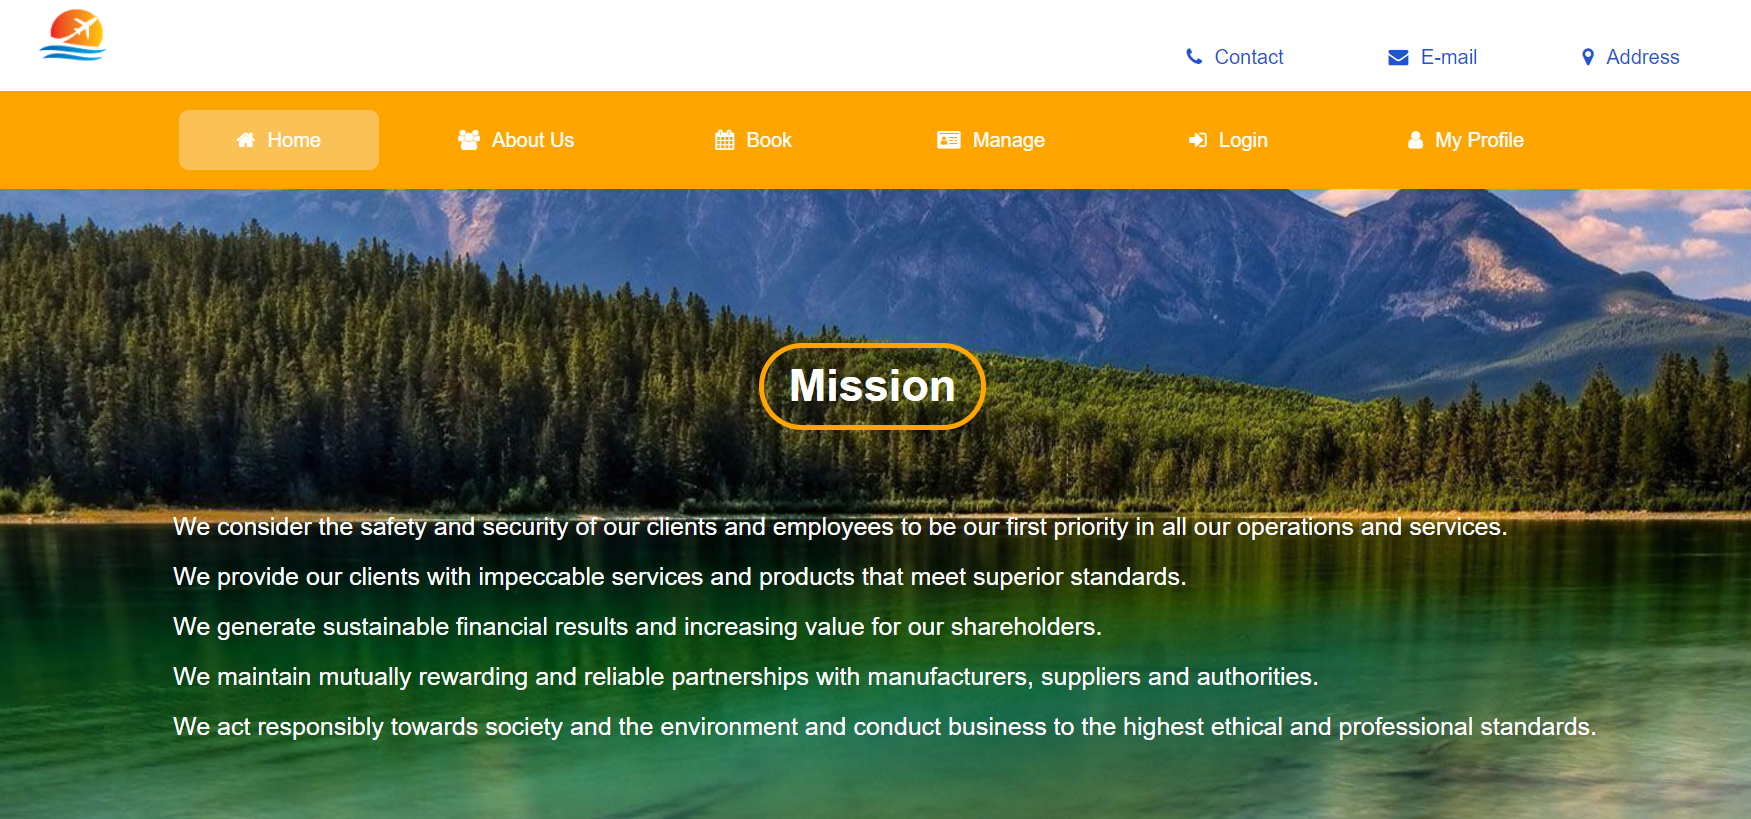 Contact E-mail Address
Home About Us Book Manage Login My Profile
Mission
We consider the safety and security of our clients and employees to be our first priority in all our operations and services.
We provide our clients with impeccable services and products that meet superior standards.
We generate sustainable financial results and increasing value for our shareholders.
We maintain mutually rewarding and reliable partnerships with manufacturers, suppliers and authorities.
We act responsibly towards society and the environment and conduct business to the highest ethical and professional standards.